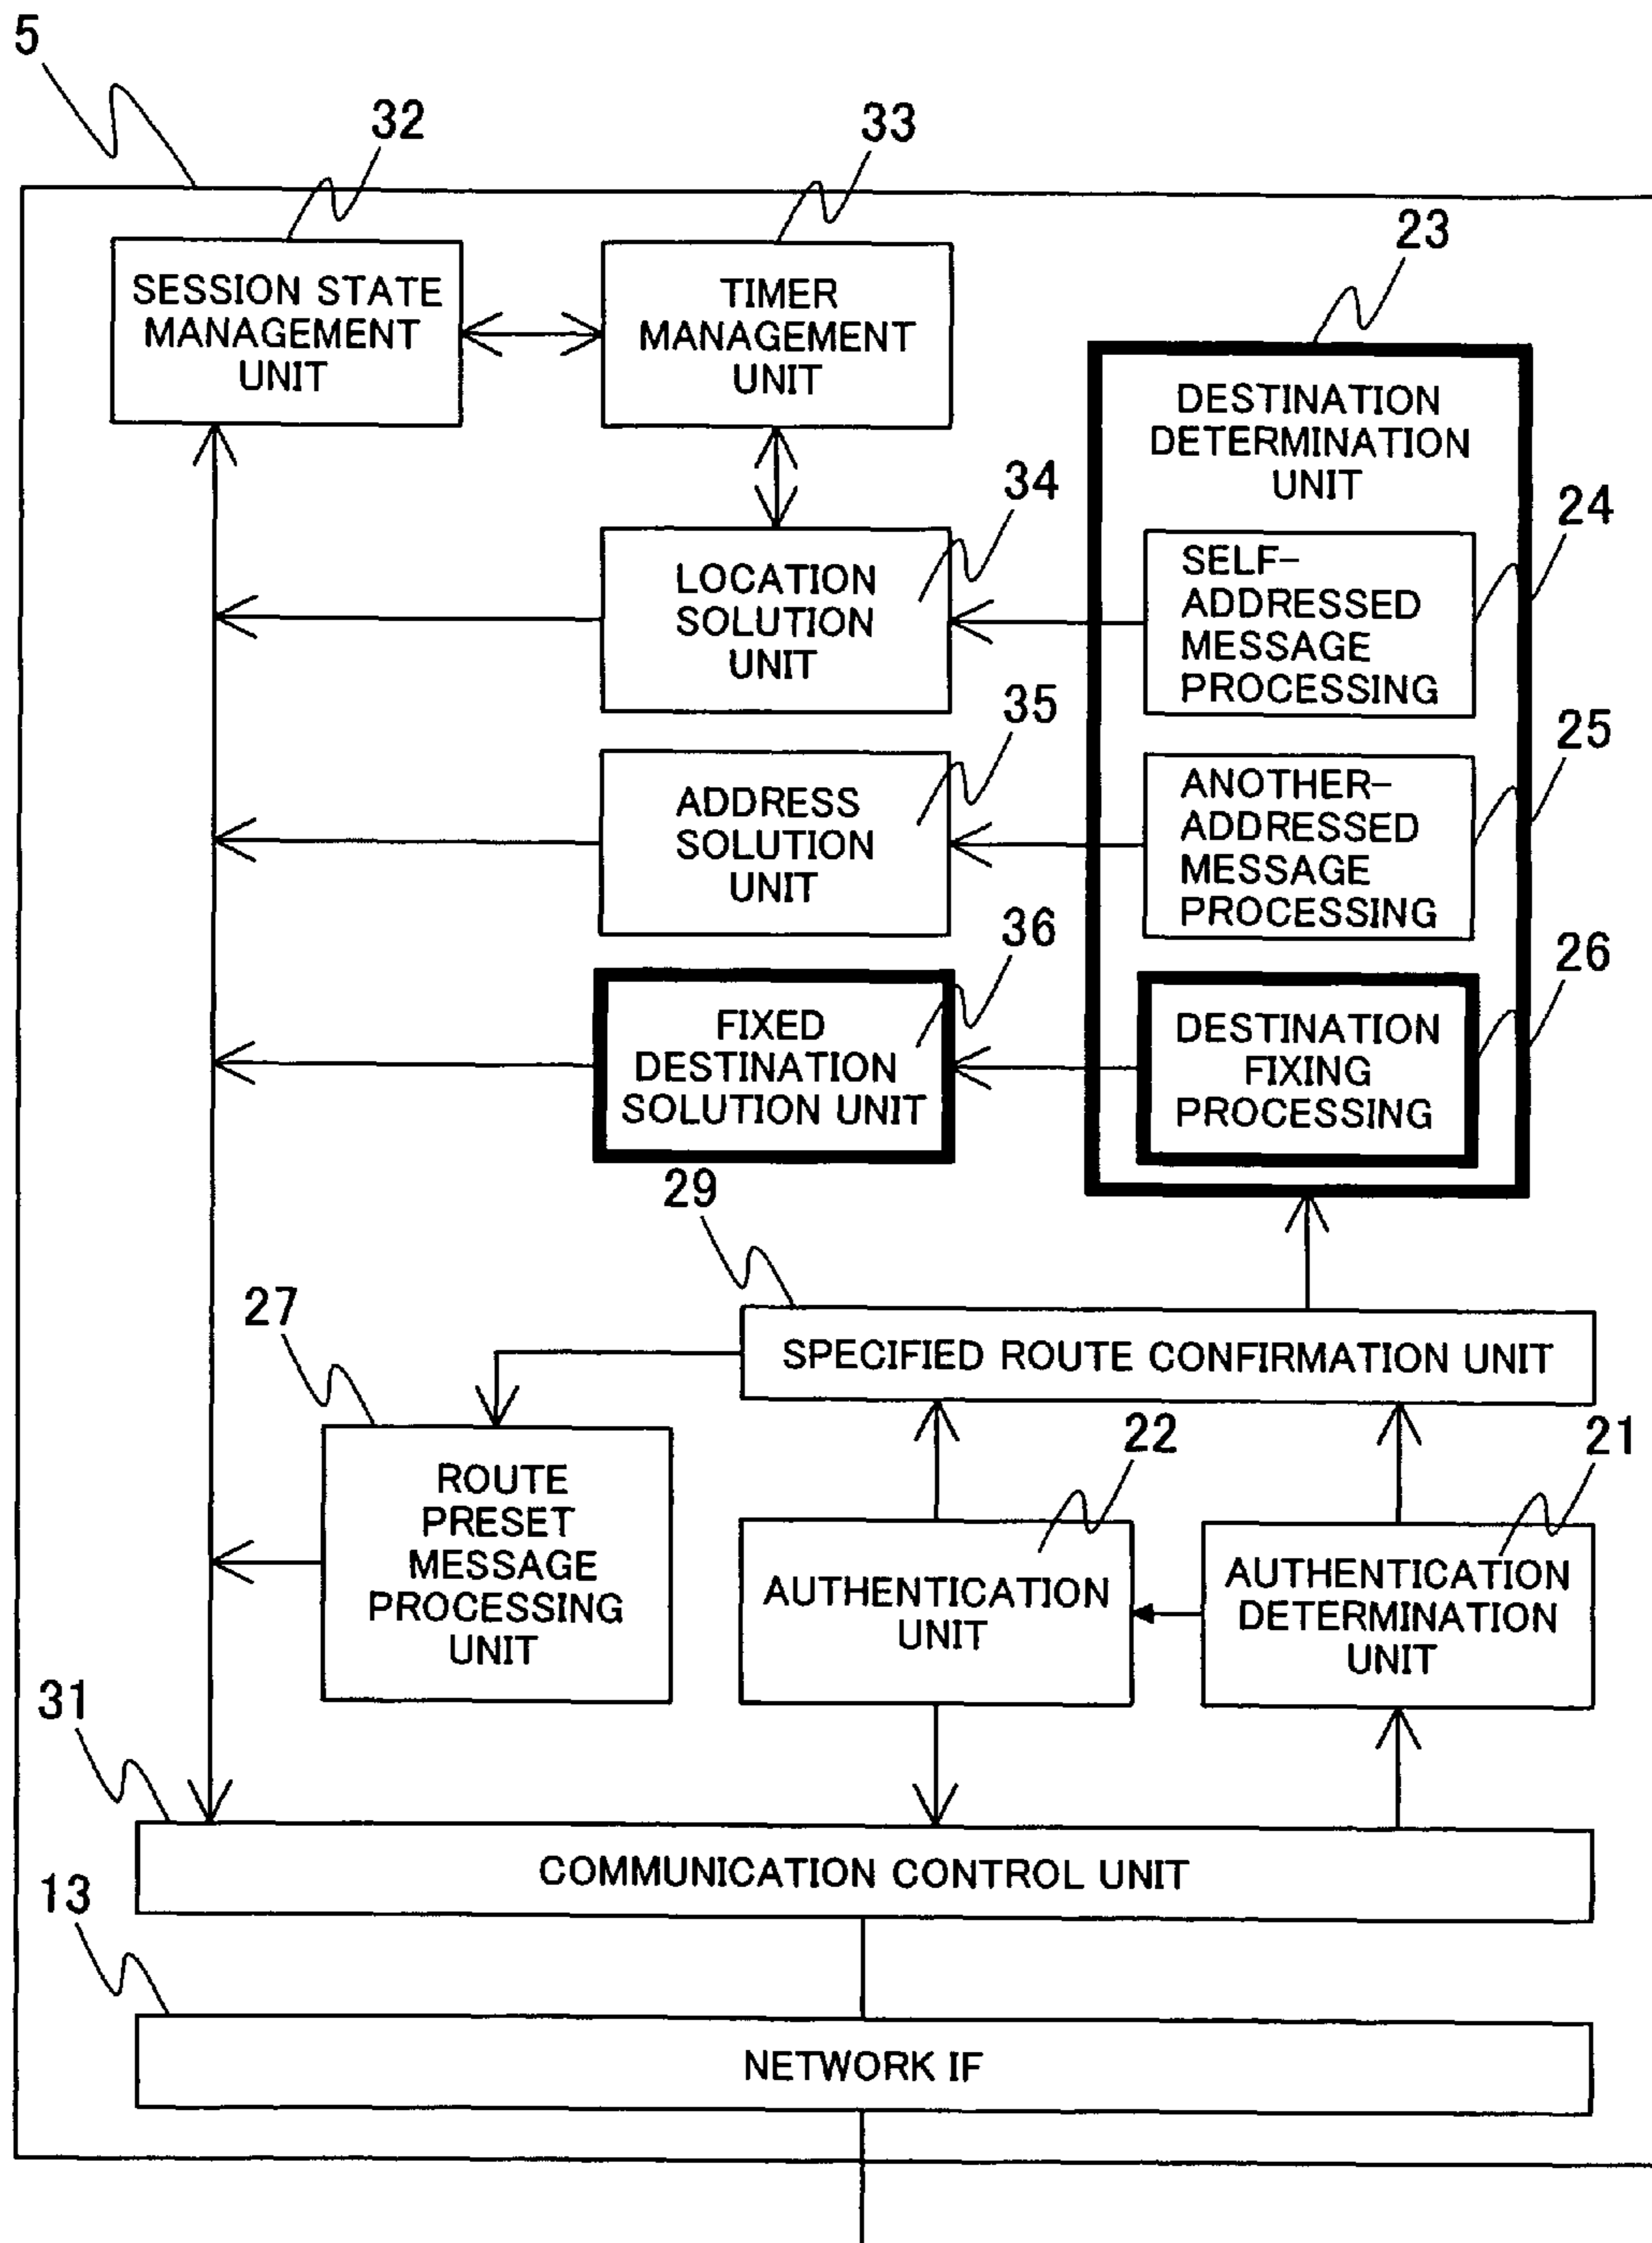 5
32
33
23
SESSION STATE
MANAGEMENT
UNIT
TIMER
MANAGEMENT
UNIT
DESTINATION
DETERMINATION
UNIT
34
24
LOCATION
SOLUTION
UNIT
SELF-
ADDRESSED
MESSAGE
PROCESSING
35
25
ADDRESS
SOLUTION
UNIT
ANOTHER-
ADDRESSED
MESSAGE
PROCESSING
36
26
FIXED
DESTINATION
SOLUTION UNIT
DESTINATION
FIXING
PROCESSING
29
27
SPECIFIED ROUTE CONFIRMATION UNIT
22
21
ROUTE
PRESET
MESSAGE
PROCESSING
UNIT
AUTHENTICATION
UNIT
AUTHENTICATION
DETERMINATION
UNIT
31
COMMUNICATION CONTROL UNIT
13
NETWORK IF